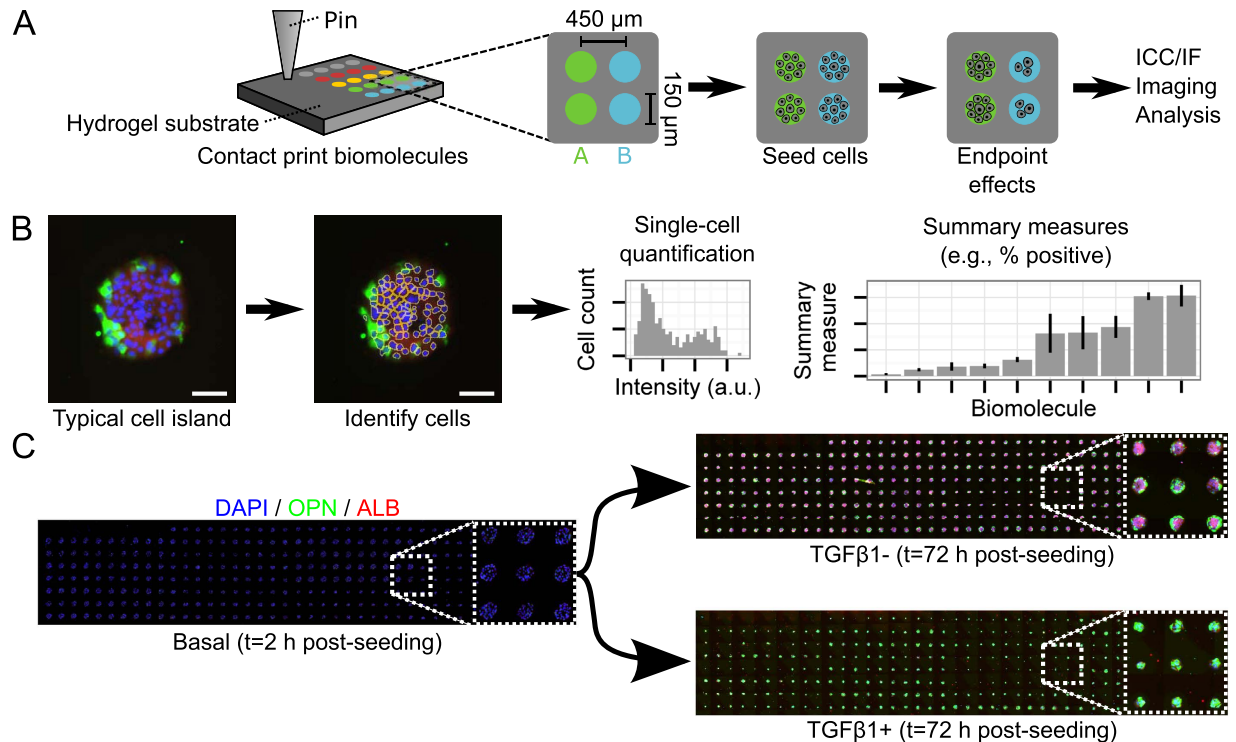 A
Pin
Hydrogel substrate
Contact print biomolecules
450 µm
150 µm
A
B
Seed cells
Endpoint
effects
ICC/IF
Imaging
Analysis
B
Typical cell island
Identify cells
Single-cell
quantification
Cell count
Intensity (a.u.)
Summary measures
(e.g., % positive)
Summary
measure
Biomolecule
C
DAPI / OPN / ALB
Basal (t=2 h post-seeding)
TGFβ1- (t=72 h post-seeding)
TGFβ1+ (t=72 h post-seeding)